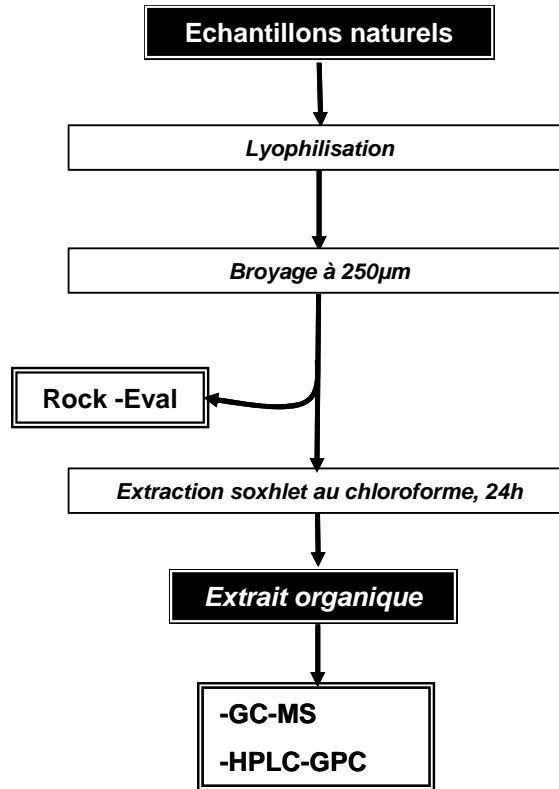 Echantillons naturels
Lyophilisation
Broyage à 250µm
Rock -Eval
Extraction soxhlet au chloroforme, 24h
Extrait organique
-GC-MS
-HPLC-GPC